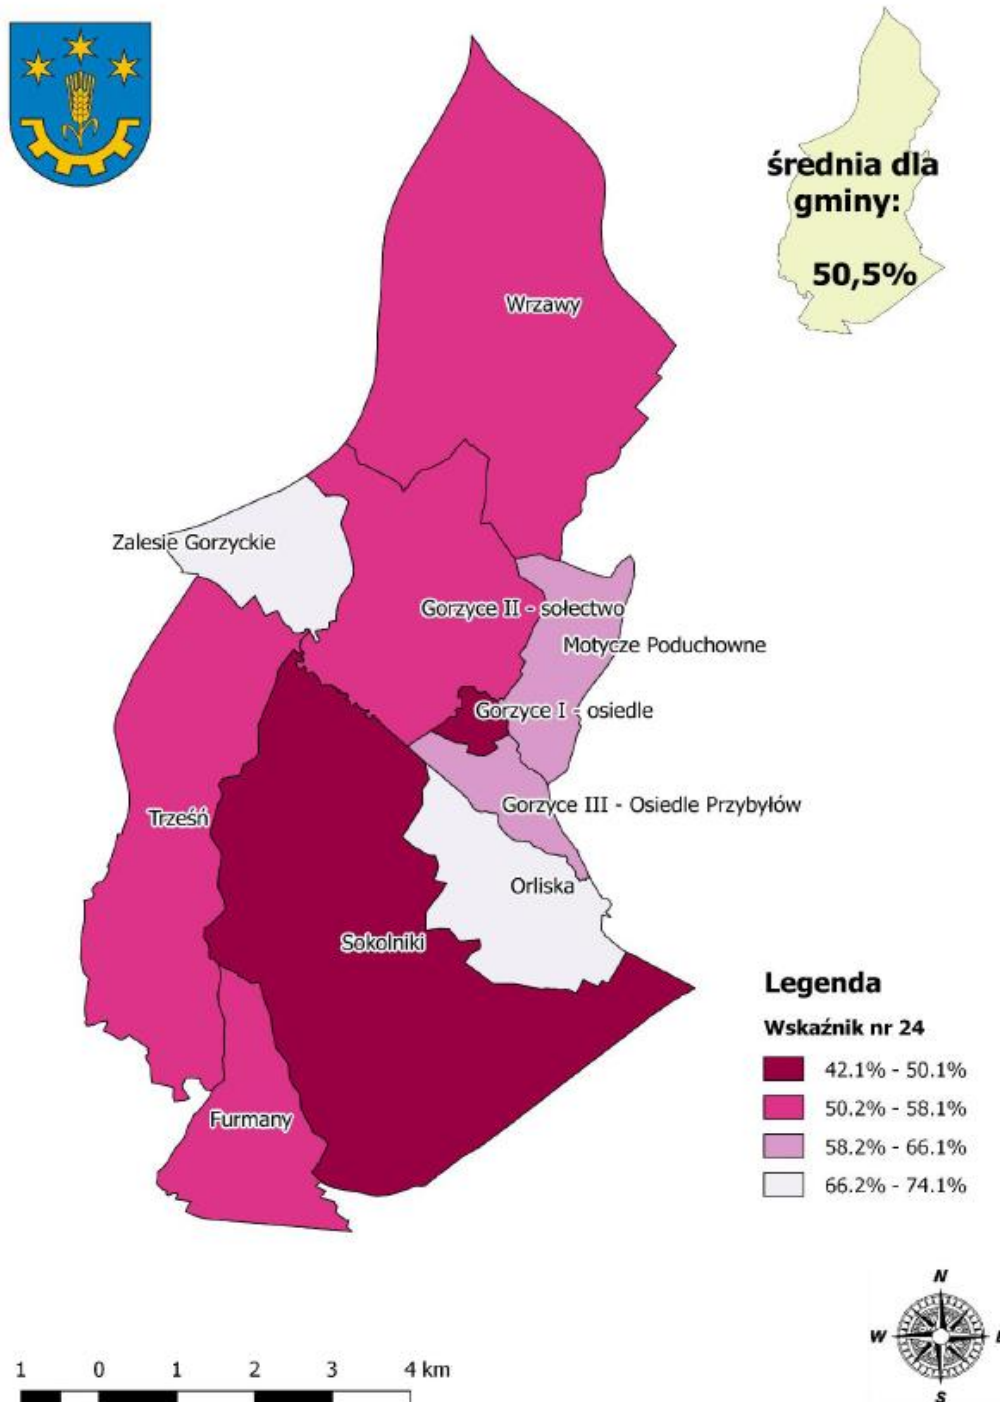 średnia dla
gminy:
50,5%
Wrzawy
Zalesie Gorzyckie
Gorzyce II - sołectwo
Motycze Poduchowne
Gorzyce I - osiedle
Gorzyce III - Osiedle Przybyłów
Trześń
Orliska
Sokolniki
Furmany
Legenda
Wskaźnik nr 24
42.1% - 50.1%
50.2% - 58.1%
58.2% - 66.1%
66.2% - 74.1%
N
W
E
S
1 0 1 2 3 4 km